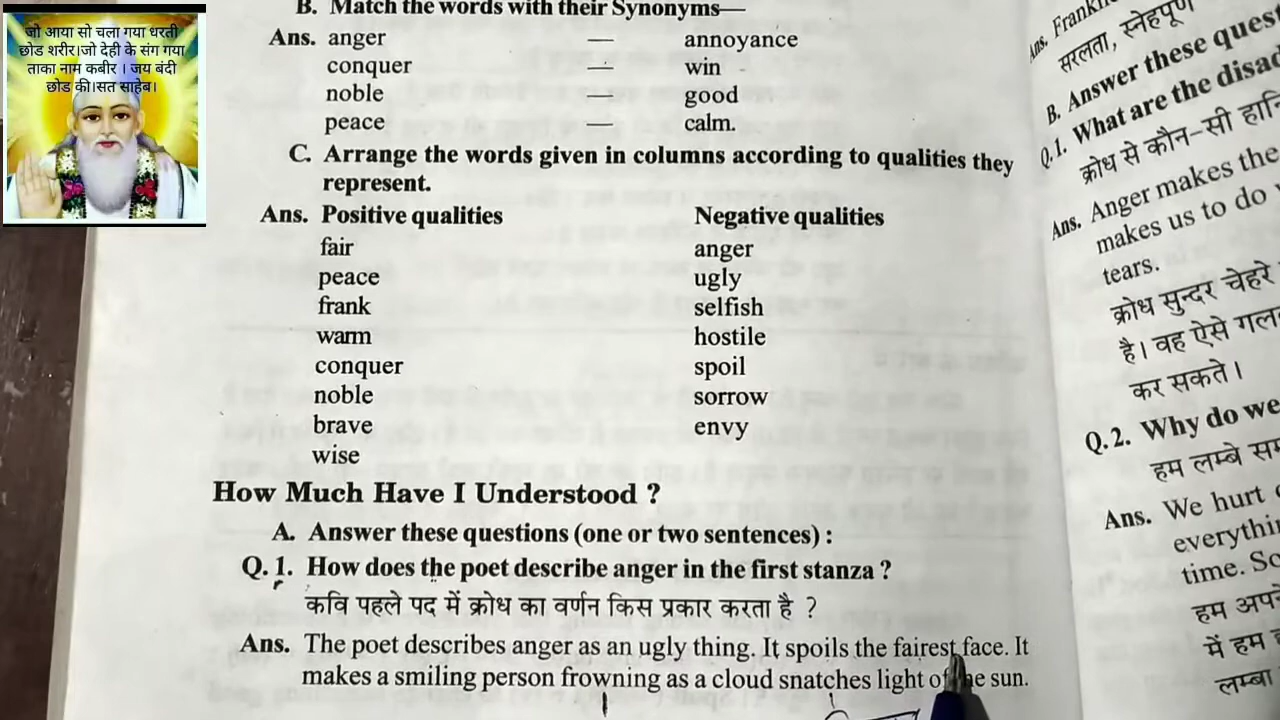 जो आया सो चला गया धरती
छोड शरीर।जो देही के संग गया
ताका नाम कबीर । जय बंदी
छोड की।सत साहेब।
B. Match the words with their Synonyms—
Ans. anger — annoyance
conquer — win
noble — good
peace — calm.
C. Arrange the words given in columns according to qualities they
represent.
Ans. Positive qualities Negative qualities
fair anger
peace ugly
frank selfish
warm hostile
conquer spoil
noble sorrow
brave envy
wise
How Much Have I Understood ?
A. Answer these questions (one or two sentences) :
Q. 1. How does the poet describe anger in the first stanza ?
कवि पहले पद में क्रोध का वर्णन किस प्रकार करता है ?
Ans. The poet describes anger as an ugly thing. It spoils the fairest face. It
makes a smiling person frowning as a cloud snatches light of the sun.
Ans.
सरलता, स्नेहपूर्ण
B. Answer these
Q.1. What are the
क्रोध से कौन-सी
Ans. Anger makes the
makes us to do
tears.
क्रोध सुन्दर चेहरे
है। वह ऐसे
कर सकते।
Q.2. Why do we
हम लम्बे
Ans. We hurt
time. So
हम
में हम
लम्बा